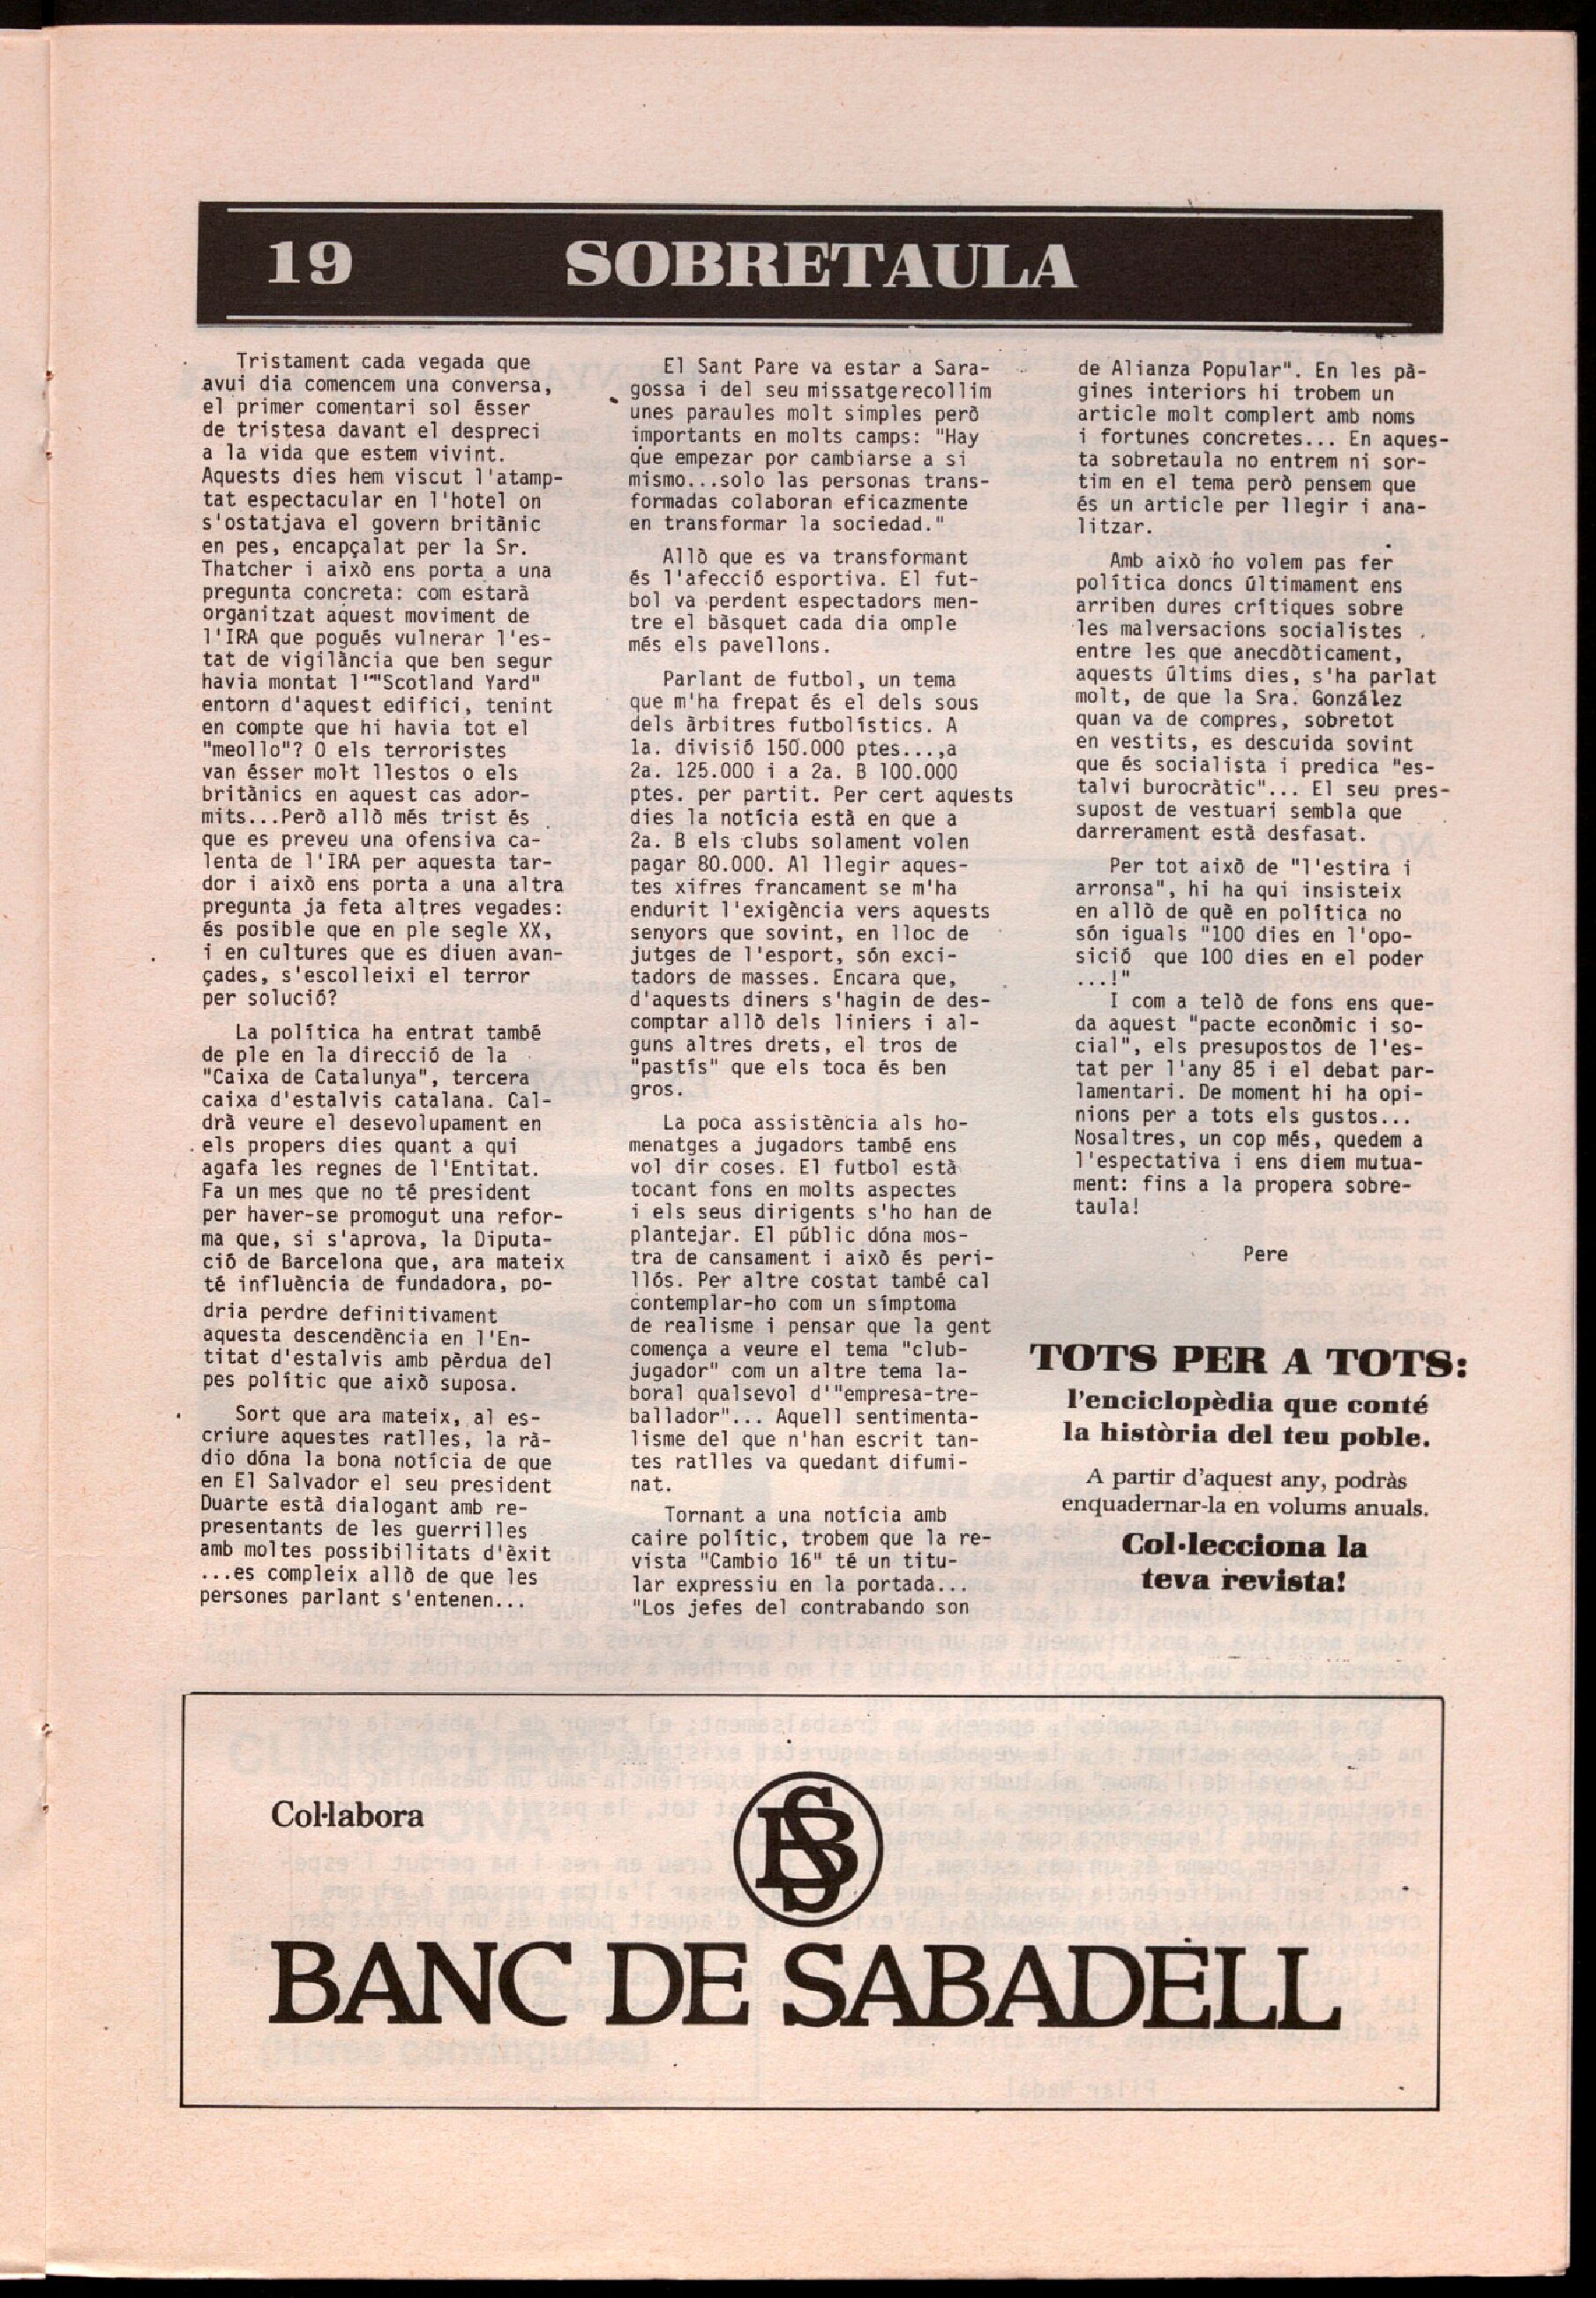 19 SOBRETAULA
Tristament cada vegada que
avui dia comencem una conversa,
el primer comentari sol ésser
de tristesa davant el despreci
a la vida que estem vivint.
Aquests dies hem viscut l'atamp-
tat espectacular en l'hotel on
s'ostatjava el govern britànic
en pes, encapçalat per la Sr.
Thatcher i això ens porta a una
pregunta concreta: com estarà
organitzat aquest moviment de
l'IRA que pogués vulnerar l'es-
tat de vigilància que ben segur
havia montat l'"Scotland Yard"
entorn d'aquest edifici, tenint
en compte que hi havia tot el
"meollo"? O els terroristes
van ésser molt llestos o els
britànics en aquest cas ador-
mits...Però allò més trist és
que es preveu una ofensiva ca-
lenta de l'IRA per aquesta tar-
dor i això ens porta a una altra
pregunta ja feta altres vegades:
és posible que en ple segle XX,
i en cultures que es diuen avan-
çades, s'escolleixi el terror
per solució?
La política ha entrat també
de ple en la direcció de la
"Caixa de Catalunya", tercera
caixa d'estalvis catalana. Cal-
drà veure el desevolupament en
els propers dies quant a qui
agafa les regnes de l'Entitat.
Fa un mes que no té president
per haver-se promogut una refor-
ma que, si s'aprova, la Diputa-
ció de Barcelona que, ara mateix
té influència de fundadora, po-
dria perdre definitivament
aquesta descendència en l'En-
titat d'estalvis amb pèrdua del
pes polític que això suposa.
Sort que ara mateix, al es-
criure aquestes ratlles, la rà-
dio dóna la bona notícia de que
en El Salvador el seu president
Duarte està dialogant amb re-
presentants de les guerrilles
amb moltes possibilitats d'èxit
...es compleix allò de que les
persones parlant s'entenen...
El Sant Pare va estar a Sara-
gossa i del seu missatgerecollim
unes paraules molt simples però
importants en molts camps: "Hay
que empezar por cambiarse a si
mismo...solo las personas trans-
formadas colaboran eficazmente
en transformar la sociedad."
Allò que es va transformant
és l'afecció esportiva. El fut-
bol va perdent espectadors men-
tre el bàsquet cada dia omple
més els pavellons.
Parlant de futbol, un tema
que m'ha frepat és el dels sous
dels àrbitres futbolístics. A
1a. divisió 150.000 ptes...,a
2a. 125.000 i a 2a. B 100.000
ptes. per partit. Per cert aquests
dies la notícia està en que a
2a. B els clubs solament volen
pagar 80.000. Al llegir aques-
tes xifres francament se m'ha
endurit l'exigència vers aquests
senyors que sovint, en lloc de
jutges de l'esport, són exci-
tadors de masses. Encara que,
d'aquests diners s'hagin de des-
comptar allò dels liniers i al-
guns altres drets, el tros de
"pastís" que els toca és ben
gros.
La poca assistència als ho-
menatges a jugadors també ens
vol dir coses. El futbol està
tocant fons en molts aspectes
i els seus dirigents s'ho han de
plantejar. El públic dóna mos-
tra de cansament i això és peri-
llós. Per altre costat també cal
contemplar-ho com un símptoma
de realisme i pensar que la gent
comença a veure el tema "club-
jugador" com un altre tema la-
boral qualsevol d'"empresa-tre-
ballador"... Aquell sentimenta-
lisme del que n'han escrit tan-
tes ratlles va quedant difumi-
nat.
Tornant a una notícia amb
caire polític, trobem que la re-
vista "Cambio 16" té un titu-
lar expressiu en la portada...
"Los jefes del contrabando son
de Alianza Popular". En les pà-
gines interiors hi trobem un
article molt complert amb noms
i fortunes concretes... En aques-
ta sobretaula no entrem ni sor-
tim en el tema però pensem que
és un article per llegir i ana-
litzar.
Amb això no volem pas fer
política doncs últimament ens
arriben dures crítiques sobre
les malversacions socialistes
entre les que anecdòticament,
aquests últims dies, s'ha parlat
molt, de que la Sra. González
quan va de compres, sobretot
en vestits, es descuida sovint
que és socialista i predica "es-
talvi burocràtic"... El seu pres-
supost de vestuari sembla que
darrerament està desfasat.
Per tot això de "l'estira i
arronsa", hi ha qui insisteix
en allò de què en política no
són iguals "100 dies en l'opo-
sició que 100 dies en el poder
...!"
I com a telò de fons ens que-
da aquest "pacte econòmic i so-
cial", els presupostos de l'es-
tat per l'any 85 i el debat par-
lamentari. De moment hi ha opi-
nions per a tots els gustos...
Nosaltres, un cop més, quedem a
l'espectativa i ens diem mutua-
ment: fins a la propera sobre-
taula!
Pere
TOTS PER A TOTS:
l'enciclopèdia que conté
la història del teu poble.
A partir d'aquest any, podràs
enquadernar-la en volums anuals.
Col·lecciona la
teva revista!
Col·labora
BANC DE SABADELL